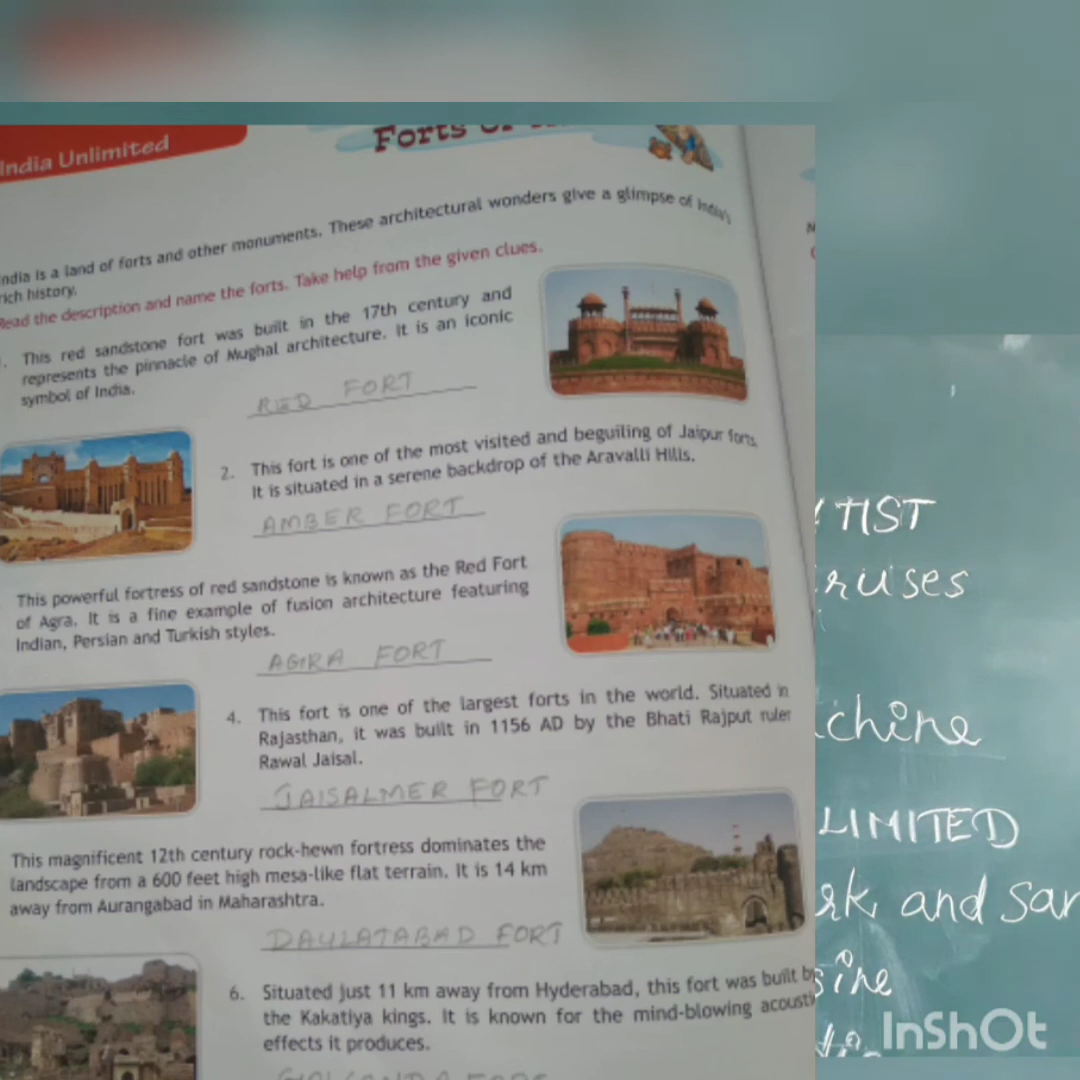 India Unlimited
Forts
India is a land of forts and other monuments. These architectural wonders give a glimpse of India's
rich history.
Read the description and name the forts. Take help from the given clues.
This red sandstone fort was built in the 17th century and
represents the pinnacle of Mughal architecture. It is an iconic
symbol of India.
RED FORT
2. This fort is one of the most visited and beguiling of Jaipur forts.
It is situated in a serene backdrop of the Aravalli Hills.
AMBER FORT
This powerful fortress of red sandstone is known as the Red Fort
of Agra. It is a fine example of fusion architecture featuring
Indian, Persian and Turkish styles.
AGRA FORT
4. This fort is one of the largest forts in the world. Situated in
Rajasthan, it was built in 1156 AD by the Bhati Rajput ruler
Rawal Jaisal.
JAISALMER FORT
This magnificent 12th century rock-hewn fortress dominates the
landscape from a 600 feet high mesa-like flat terrain. It is 14 km
away from Aurangabad in Maharashtra.
DAULATABAD FORT
6. Situated just 11 km away from Hyderabad, this fort was built by
the Kakatiya kings. It is known for the mind-blowing acousti
effects it produces.
TIST
ruses
chine
LIMITED
rk and sar
sine
InShOt